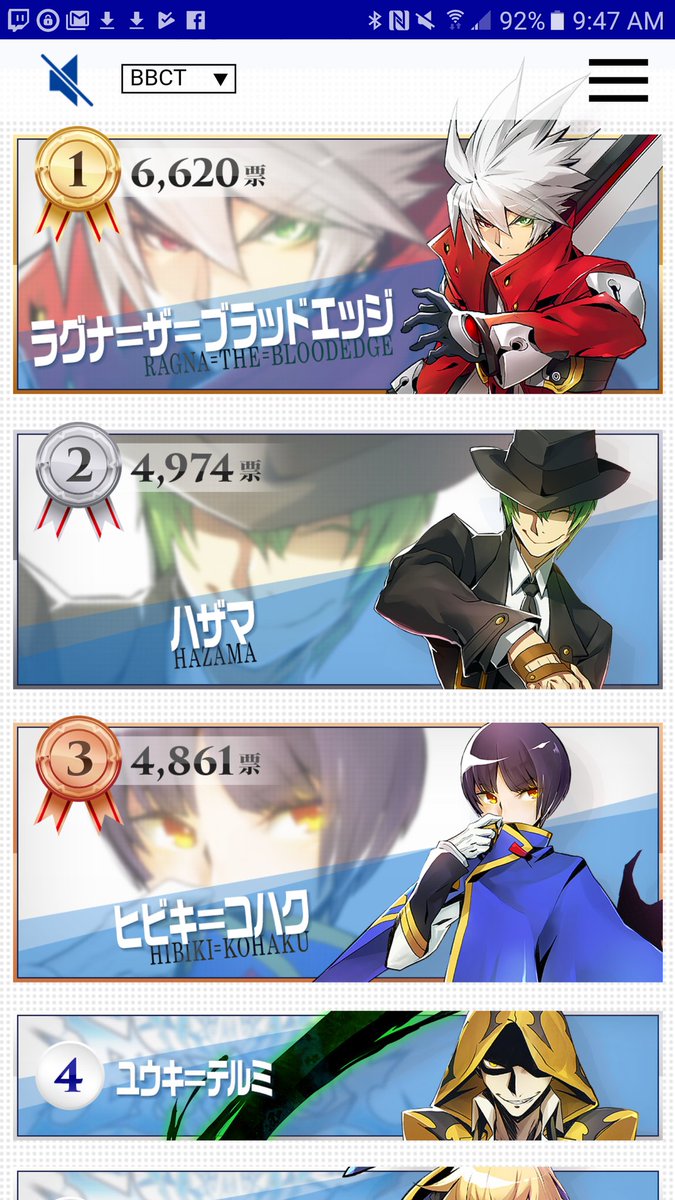 92% 9:47 AM
BBCT ▼
1
6,620票
ラグナ=ザ=ブラッドエッジ
RAGNA=THE=BLOODEDGE
2
4,974票
ハザマ
HAZAMA
3
4,861票
ヒビキ=コハク
HIBIKI=KOHAKU
4
ユウキ=テルミ